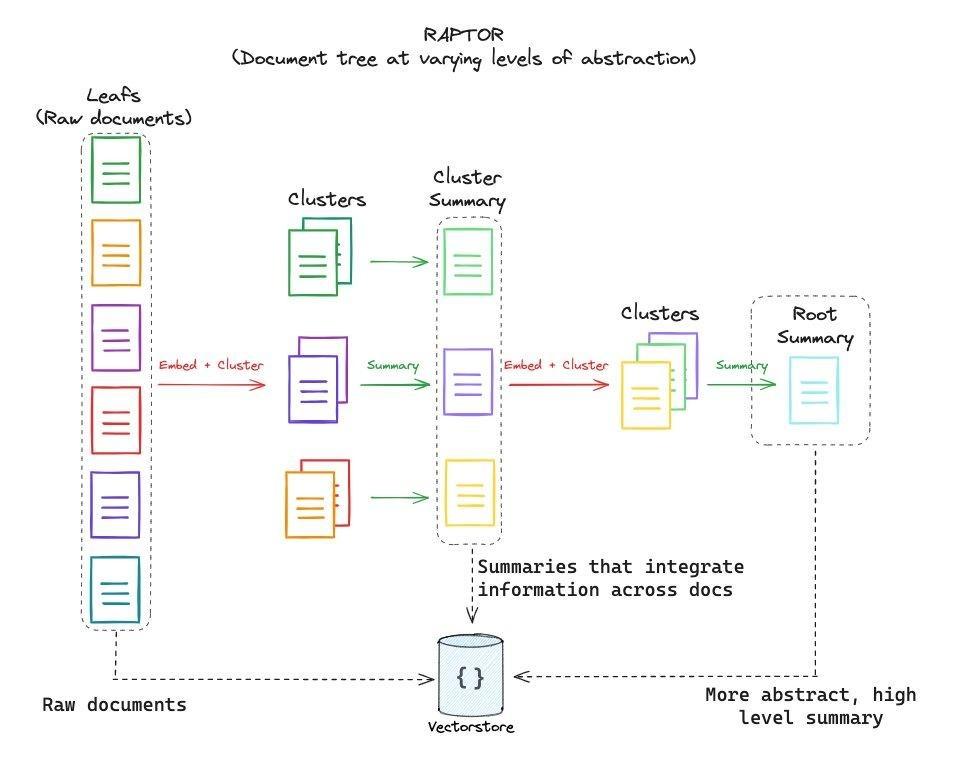 RAPTOR
(Document tree at varying levels of abstraction)
Leafs
(Raw documents)
Clusters
Cluster
Summary
Clusters
Root
Summary
Embed + Cluster
Summary
Embed + Cluster
Summary
Summaries that integrate
information across docs
{}
Vectorstore
Raw documents
More abstract, high
level summary